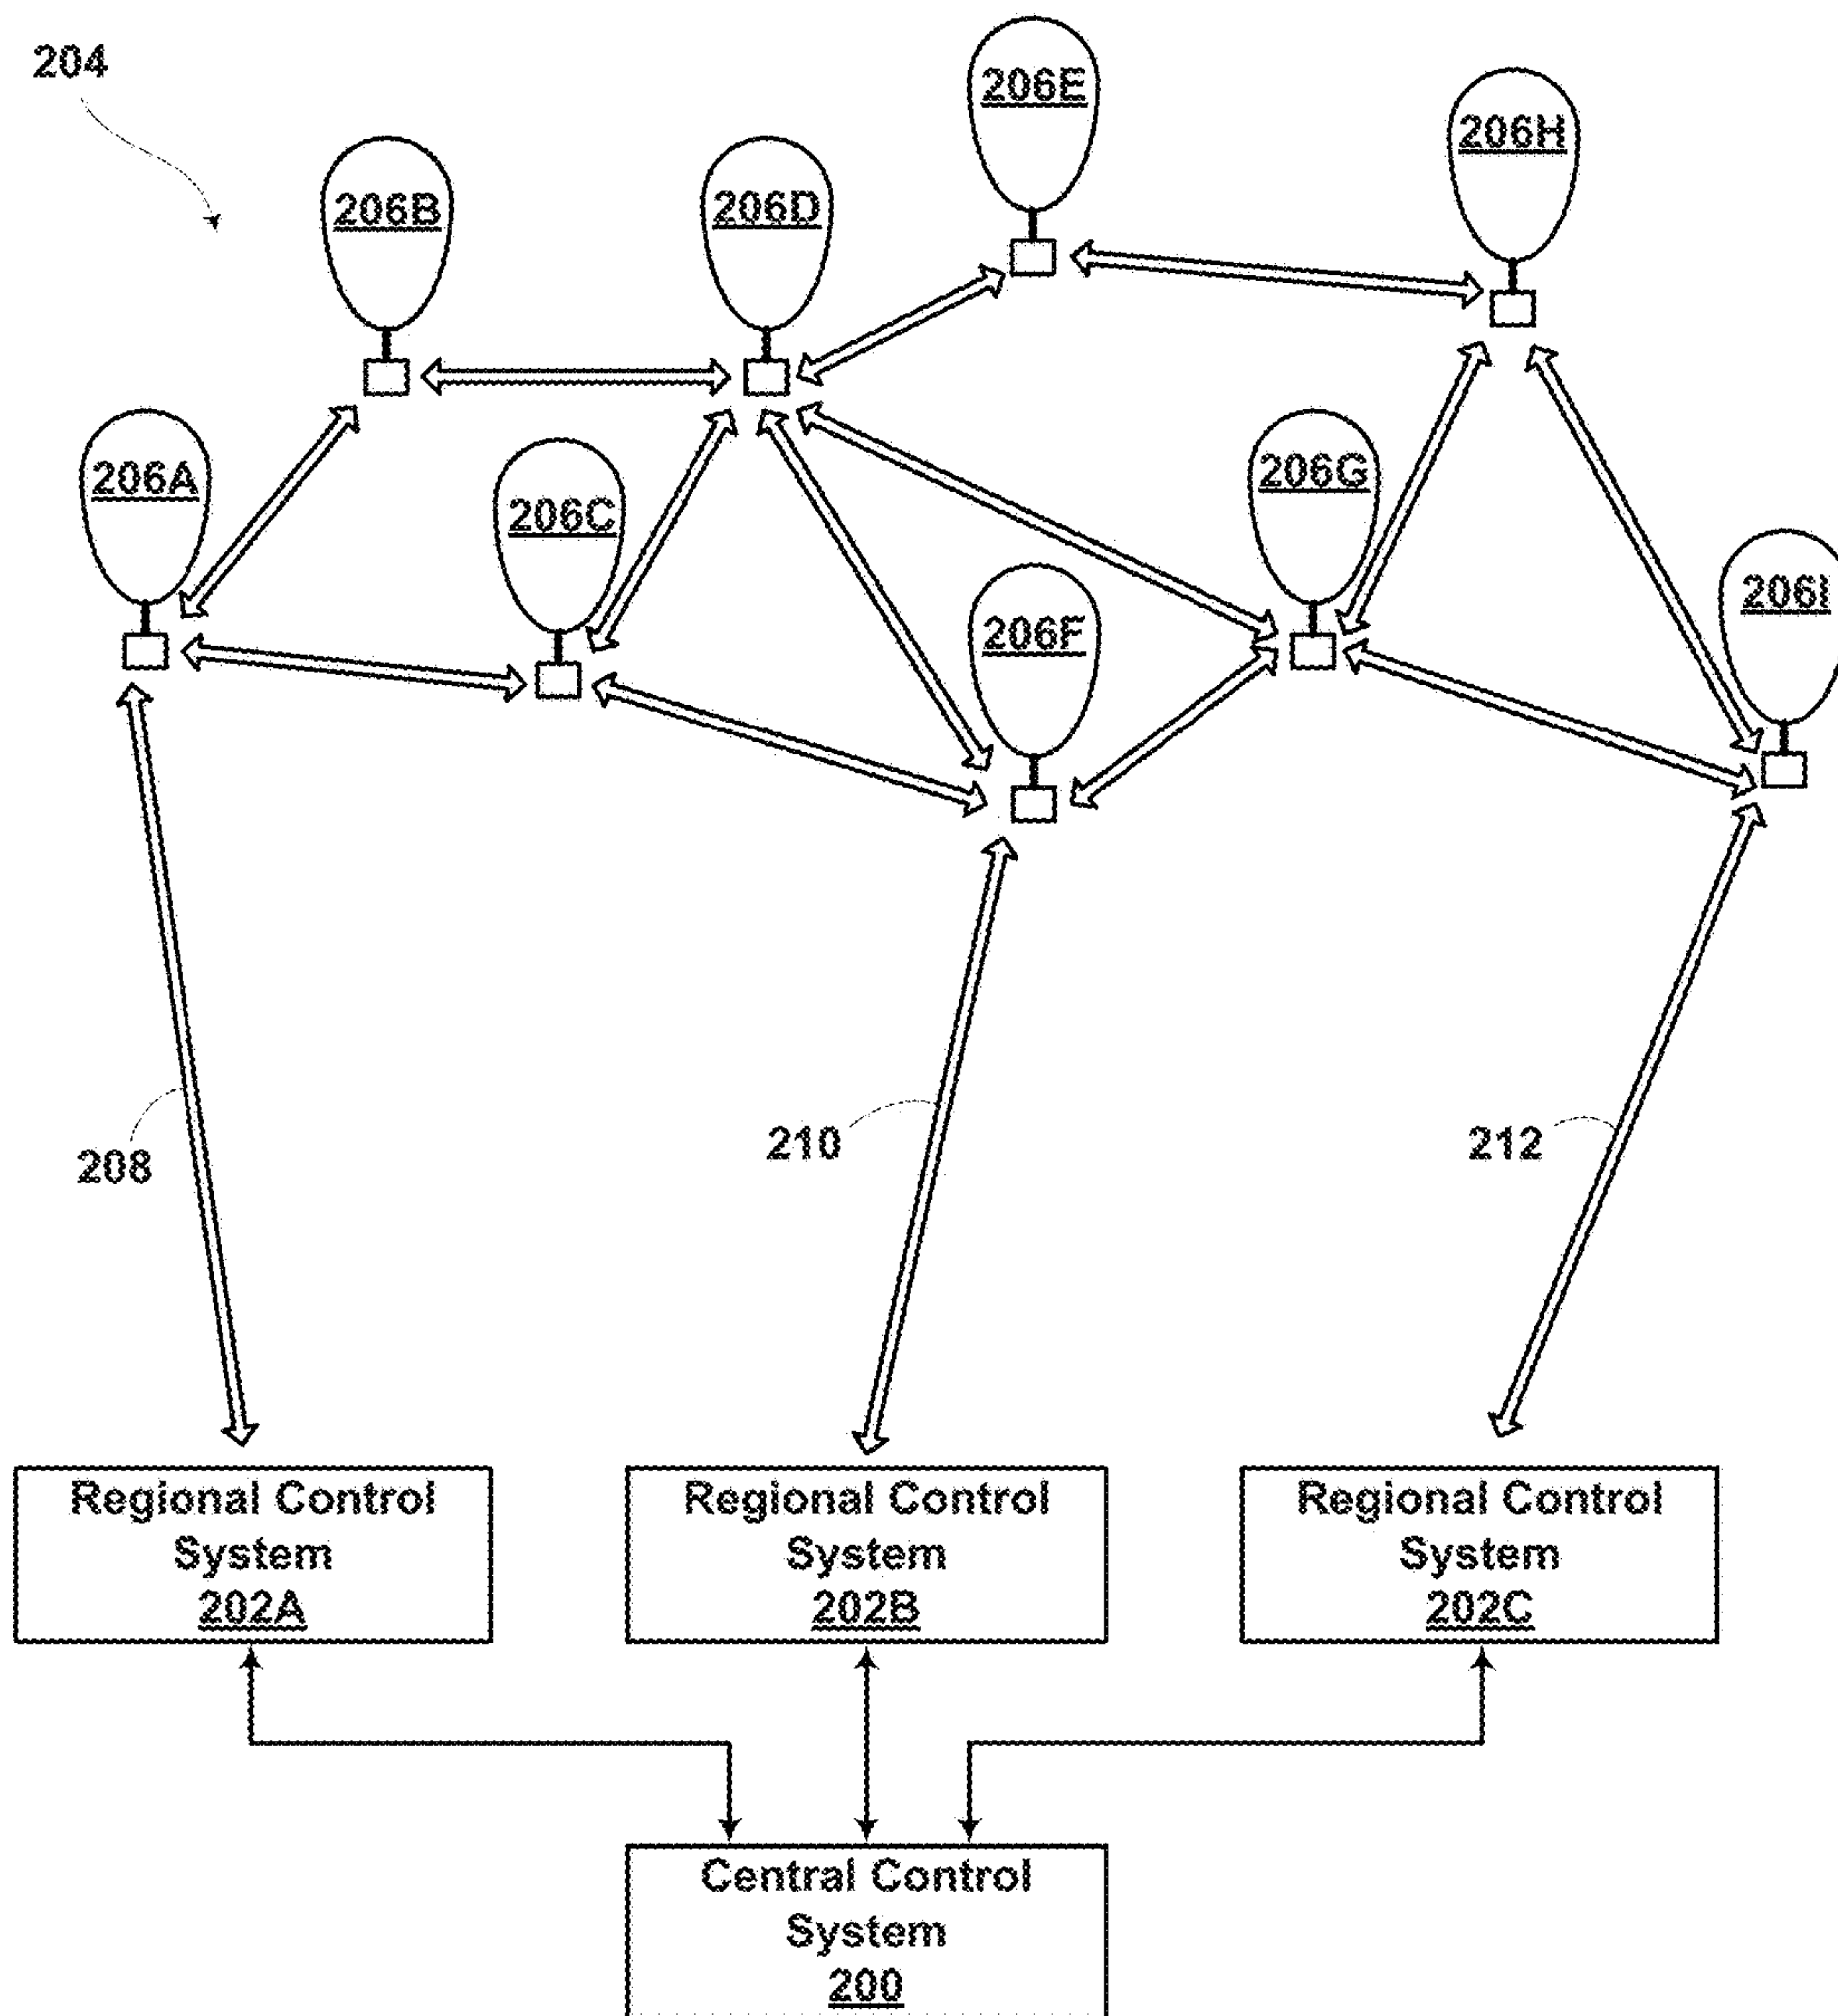 204
206E
206H
206B
206D
206A
206C
206G
206F
206I
208
210
212
Regional Control
System
202A
Regional Control
System
202B
Regional Control
System
202C
Central Control
System
200